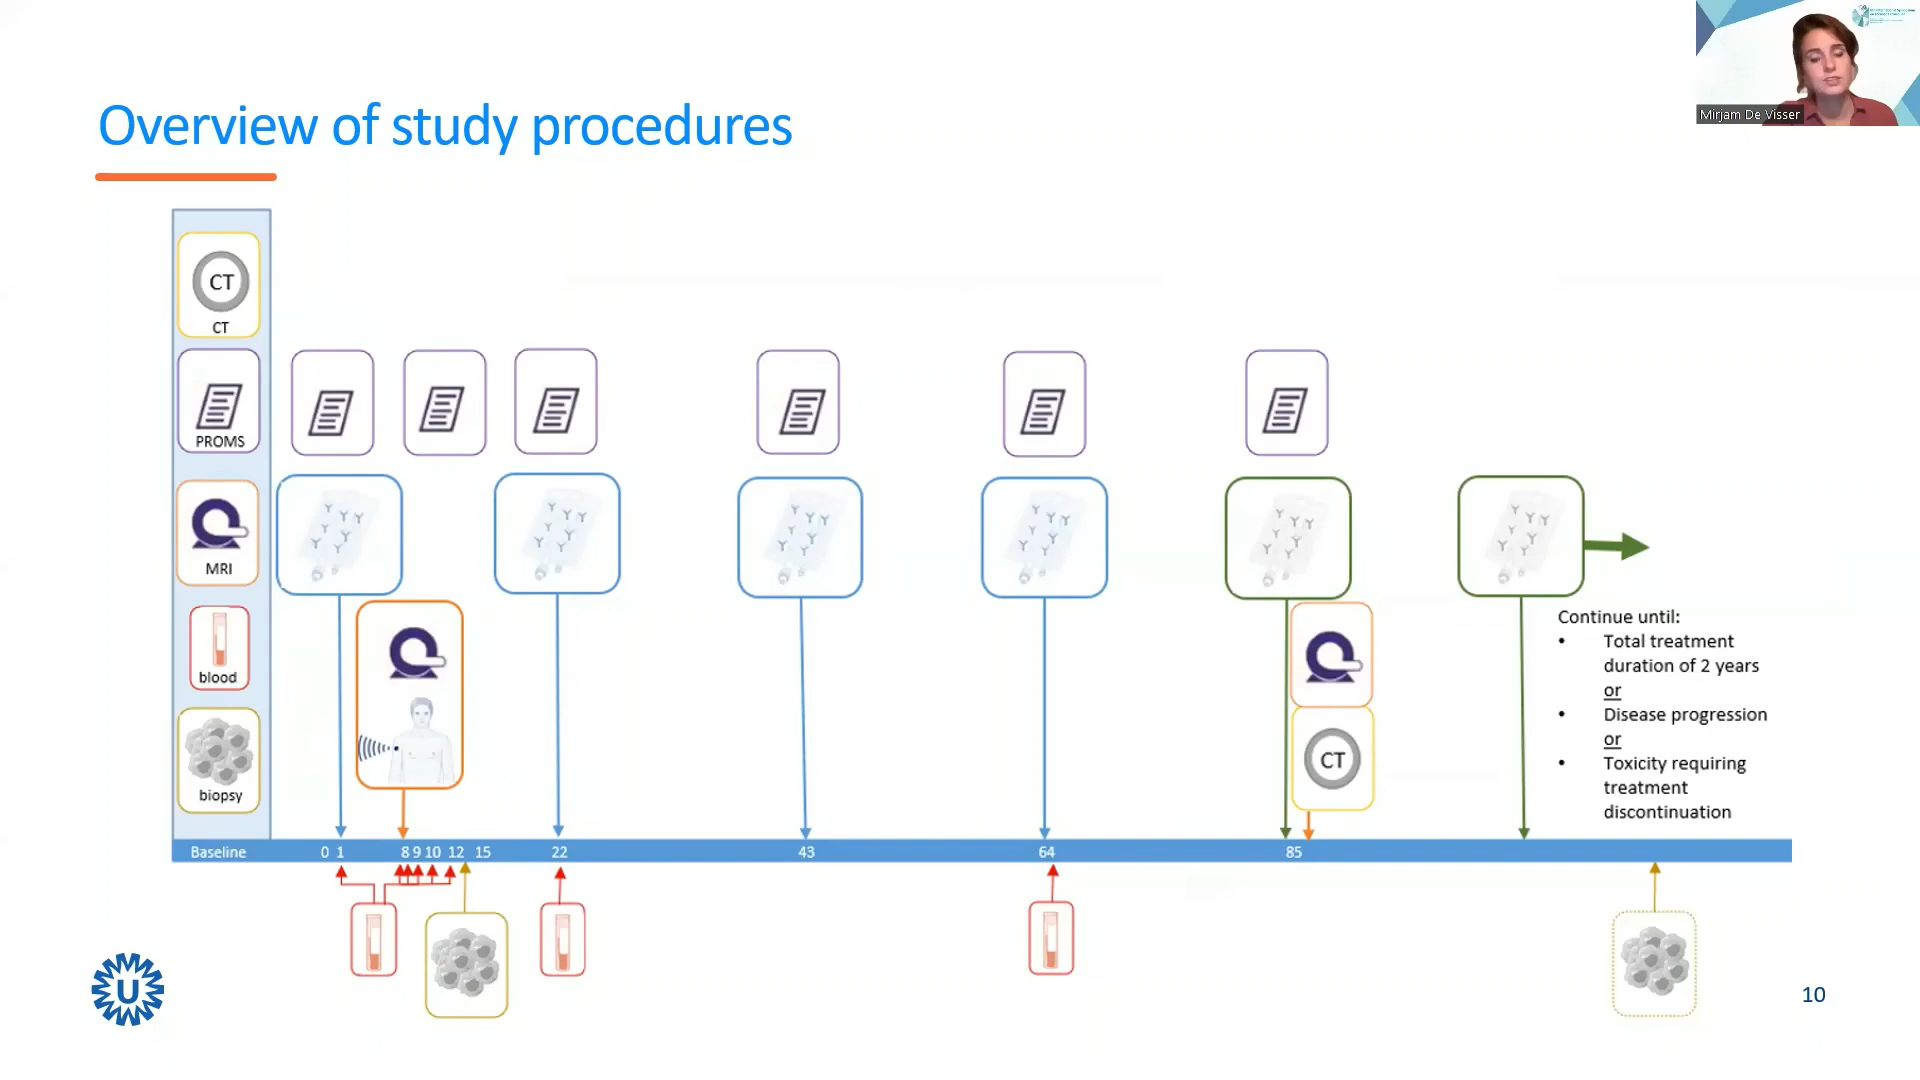 Mirjam De Visser
Overview of study procedures
CT
CT
PROMS
MRI
blood
biopsy
CT
Continue until:
• Total treatment
duration of 2 years
or
• Disease progression
or
• Toxicity requiring
treatment
discontinuation
Baseline 0 1 8 9 10 12 15 22 43 64 85
U
10